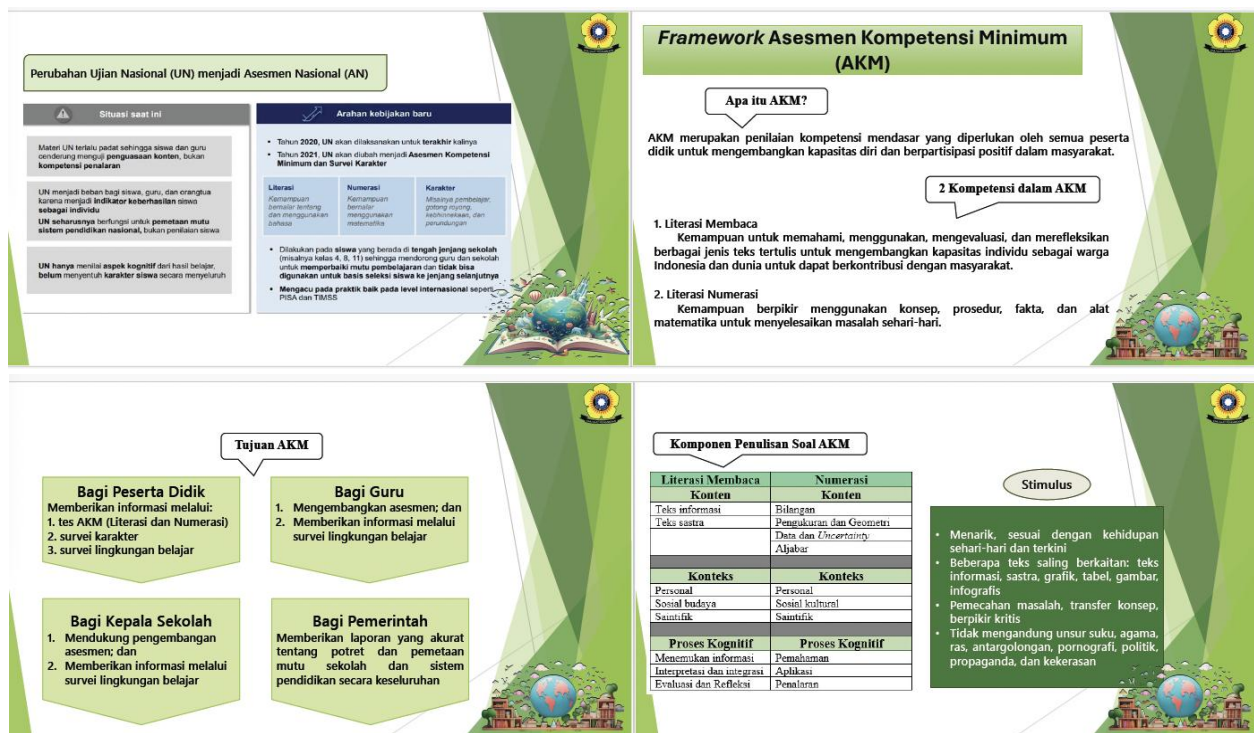 Perubahan Ujian Nasional (UN) menjadi Asesmen Nasional (AN)
Situasi saat ini
Materi UN terlalu padat sehingga siswa dan guru
cenderung menguji penguasaan konten, bukan
kompetensi penalaran
UN menjadi beban bagi siswa, guru, dan orangtua
karena menjadi indikator keberhasilan siswa
sebagai individu
UN seharusnya berfungsi untuk pemetaan mutu
sistem pendidikan nasional, bukan penilaian siswa
UN hanya menilai aspek kognitif dari hasil belajar,
belum menyentuh karakter siswa secara menyeluruh
Arahan kebijakan baru
• Tahun 2020, UN akan dilaksanakan untuk terakhir kalinya
• Tahun 2021, UN akan diubah menjadi Asesmen Kompetensi
Minimum dan Survei Karakter
Literasi
Kemampuan
bernalar tentang
dan menggunakan
bahasa
Numerasi
Kemampuan
bernalar
menggunakan
matematika
Karakter
Misalnya pembelajar,
gotong royong,
kebhinnekaan, dan
perundungan
• Dilakukan pada siswa yang berada di tengah jenjang sekolah
(misalnya kelas 4, 8, 11) sehingga mendorong guru dan sekolah
untuk memperbaiki mutu pembelajaran dan tidak bisa
digunakan untuk basis seleksi siswa ke jenjang selanjutnya
• Mengacu pada praktik baik pada level internasional seperti
PISA dan TIMSS
Framework Asesmen Kompetensi Minimum
(AKM)
Apa itu AKM?
AKM merupakan penilaian kompetensi mendasar yang diperlukan oleh semua peserta
didik untuk mengembangkan kapasitas diri dan berpartisipasi positif dalam masyarakat.
2 Kompetensi dalam AKM
1. Literasi Membaca
Kemampuan untuk memahami, menggunakan, mengevaluasi, dan merefleksikan
berbagai jenis teks tertulis untuk mengembangkan kapasitas individu sebagai warga
Indonesia dan dunia untuk dapat berkontribusi dengan masyarakat.
2. Literasi Numerasi
Kemampuan berpikir menggunakan konsep, prosedur, fakta, dan alat
matematika untuk menyelesaikan masalah sehari-hari.
Tujuan AKM
Bagi Peserta Didik
Memberikan informasi melalui:
1. tes AKM (Literasi dan Numerasi)
2. survei karakter
3. survei lingkungan belajar
Bagi Guru
1. Mengembangkan asesmen; dan
2. Memberikan informasi melalui
survei lingkungan belajar
Bagi Kepala Sekolah
1. Mendukung pengembangan
asesmen; dan
2. Memberikan informasi melalui
survei lingkungan belajar
Bagi Pemerintah
Memberikan laporan yang akurat
tentang potret dan pemetaan
mutu sekolah dan sistem
pendidikan secara keseluruhan
Komponen Penulisan Soal AKM
Literasi Membaca Numerasi
Konten Konten
Teks informasi Bilangan
Teks sastra Pengukuran dan Geometri
Data dan Uncertainty
Aljabar
Konteks Konteks
Personal Personal
Sosial budaya Sosial kultural
Saintifik Saintifik
Proses Kognitif Proses Kognitif
Menemukan informasi Pemahaman
Interpretasi dan integrasi Aplikasi
Evaluasi dan Refleksi Penalaran
Stimulus
• Menarik, sesuai dengan kehidupan
sehari-hari dan terkini
• Beberapa teks saling berkaitan: teks
informasi, sastra, grafik, tabel, gambar,
infografis
• Pemecahan masalah, transfer konsep,
berpikir kritis
• Tidak mengandung unsur suku, agama,
ras, antargolongan, pornografi, politik,
propaganda, dan kekerasan